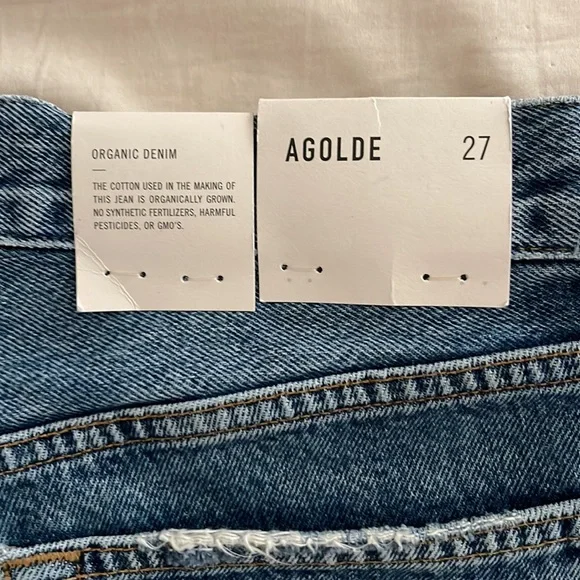 ORGANIC DENIM
THE COTTON USED IN THE MAKING OF
THIS JEAN IS ORGANICALLY GROWN.
NO SYNTHETIC FERTILIZERS, HARMFUL
PESTICIDES, OR GMO'S.
AGOLDE 27